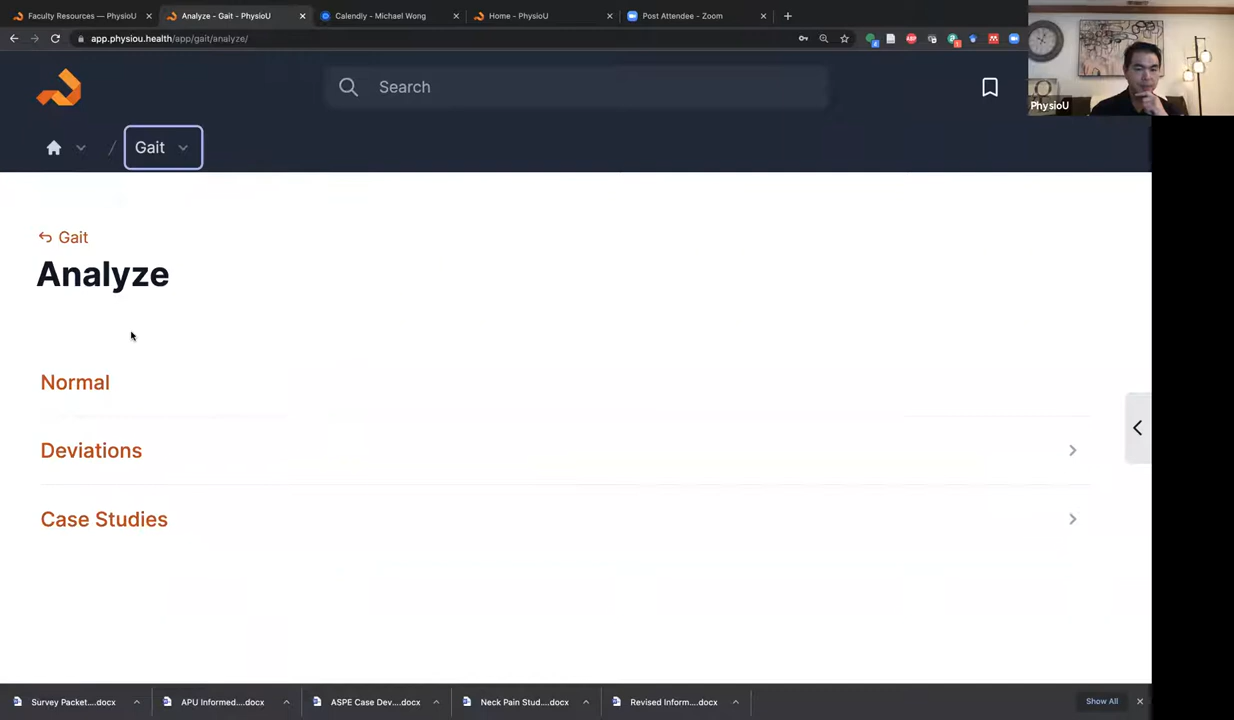 Faculty Resources — PhysioU
Analyze - Gait - PhysioU
Calendly - Michael Wong
Home - PhysioU
Post Attendee - Zoom
app.physiou.health/app/gait/analyze/
Search
PhysioU
/ Gait
Gait
Analyze
Normal
Deviations
Case Studies
Survey Packet....docx
APU Informed....docx
ASPE Case Dev....docx
Neck Pain Stud....docx
Revised Inform....docx
Show All